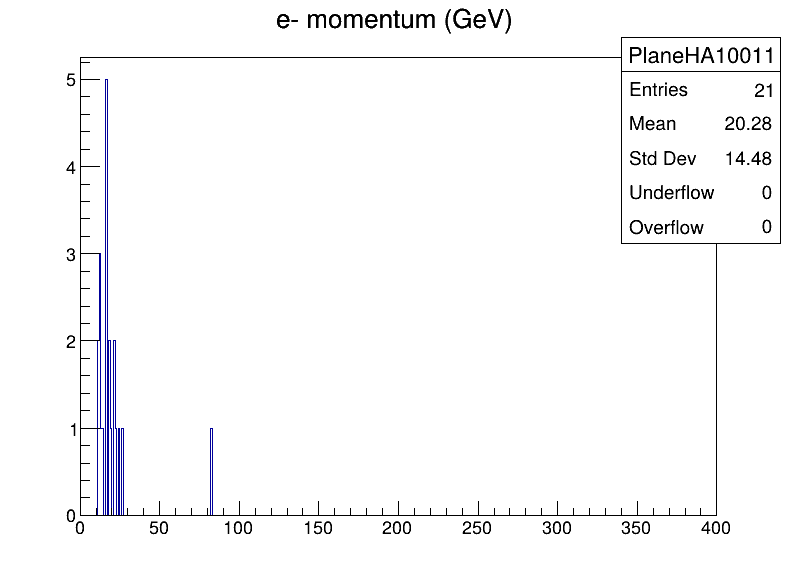 e- momentum (GeV)
PlaneHA10011
Entries 21
Mean 20.28
Std Dev 14.48
Underflow 0
Overflow 0
5
4
3
2
1
0
0 50 100 150 200 250 300 350 400